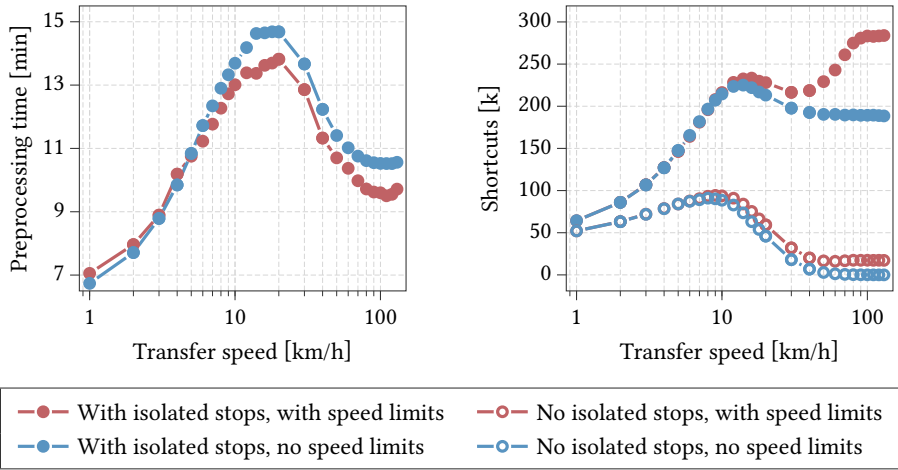 15
13
11
9
7
Preprocessing time [min]
1
10
100
Transfer speed [km/h]
300
250
200
150
100
50
0
Shortcuts [k]
1
10
100
Transfer speed [km/h]
With isolated stops, with speed limits
No isolated stops, with speed limits
With isolated stops, no speed limits
No isolated stops, no speed limits